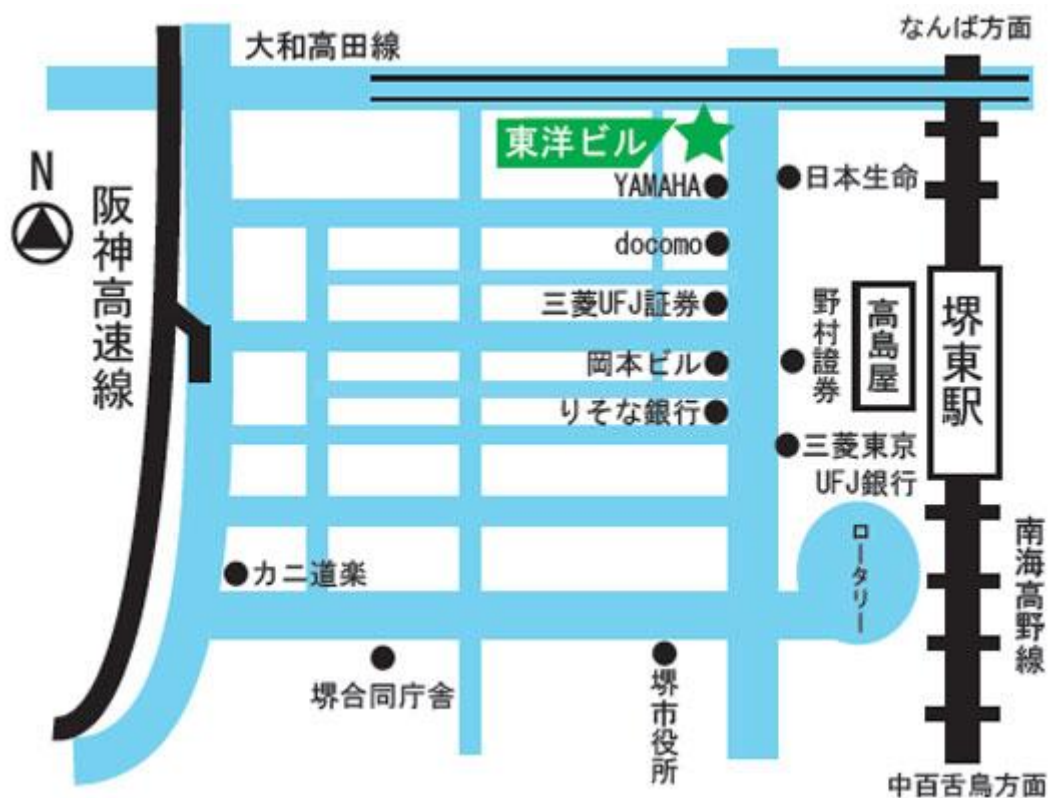 大和高田線
なんば方面
東洋ビル
N
阪神高速線
YAMAHA
日本生命
docomo
三菱UFJ証券
野村證券
高島屋
堺東駅
岡本ビル
りそな銀行
三菱東京
UFJ銀行
ロータリー
南海高野線
カニ道楽
堺合同庁舎
堺市役所
中百舌鳥方面